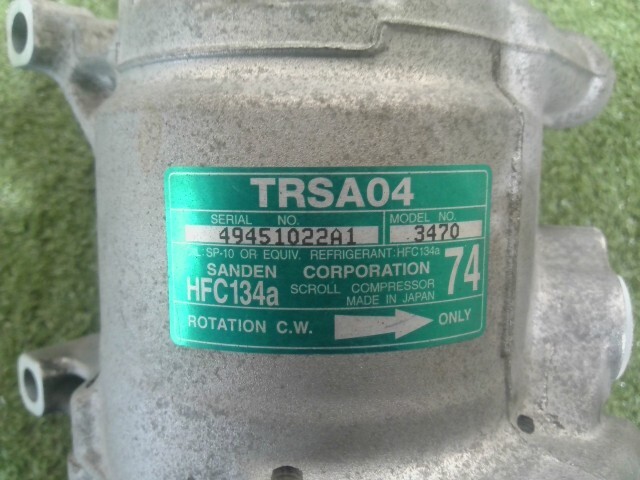 TRSA04
SERIAL NO. MODEL NO.
49451022A1 3470
OIL: SP-10 OR EQUIV. REFRIGERANT: HFC134a
SANDEN CORPORATION 74
HFC134a SCROLL COMPRESSOR
MADE IN JAPAN
ROTATION C.W. ONLY